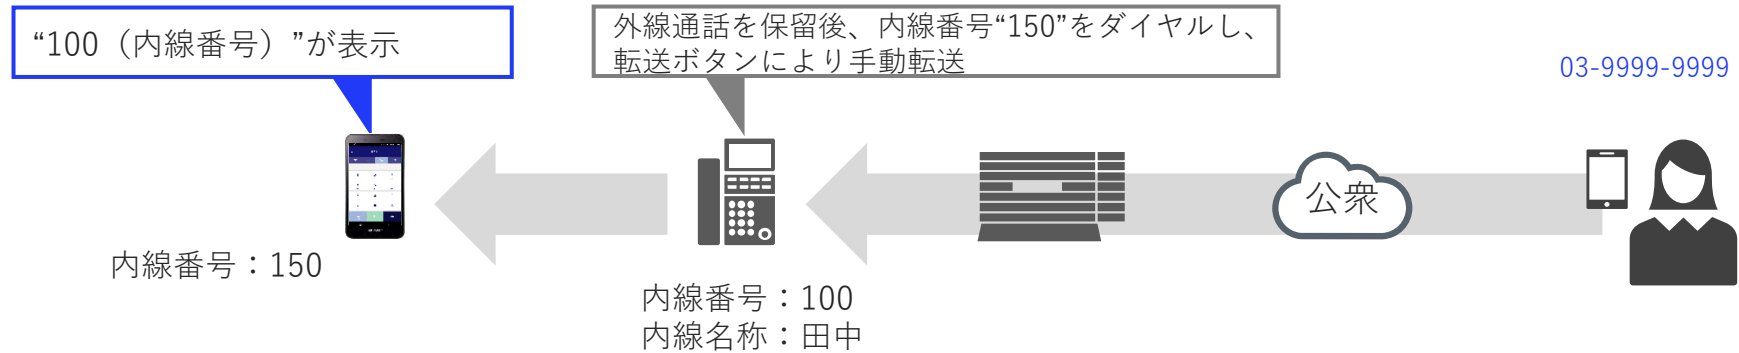 “100（内線番号）”が表示
外線通話を保留後、内線番号“150”をダイヤルし、
転送ボタンにより手動転送
03-9999-9999
公衆
内線番号：150
内線番号：100
内線名称：田中